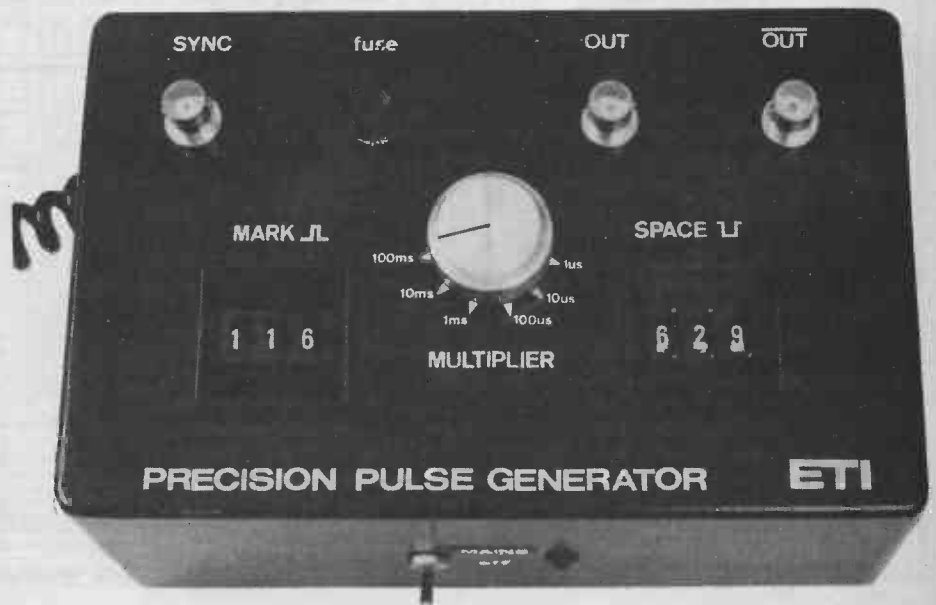 SYNC
fuse
OUT
OUT
MARK
SPACE
100ms
10ms
1ms
100us
10us
1us
1 1 6
6 2 9
MULTIPLIER
PRECISION PULSE GENERATOR
ETI
MAINS